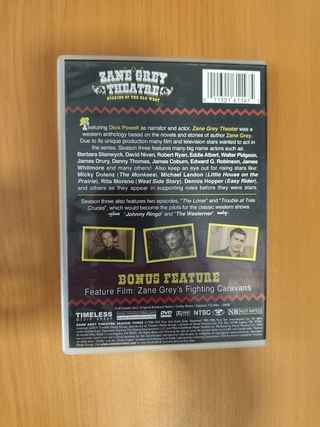 ZANE GREY
THEATRE
STORIES OF THE OLD WEST
Featuring Dick Powell as narrator and actor, Zane Grey Theater was a
western anthology based on the novels and stories of author Zane Grey.
Due to its unique production many film and television stars wanted to act in
the series. Season three features many big name actors such as:
Barbara Stanwyck, David Niven, Robert Ryan, Eddie Albert, Walter Pidgeon,
James Drury, Danny Thomas, James Coburn, Edward G. Robinson, James
Whitmore and many others! Also keep an eye out for rising stars like:
Micky Dolenz (The Monkees), Michael Landon (Little House on the
Prairie), Rita Moreno (West Side Story), Dennis Hopper (Easy Rider),
and others as they appear in supporting roles before they were stars.
Season three also features two episodes, "The Loner" and "Trouble at Tres
Cruces", which would become the pilots for the classic western shows
"Johnny Ringo" and "The Westerner".
BONUS FEATURE
Feature Film: Zane Grey's Fighting Caravans
TIMELESS
MEDIA GROUP
DVD
NTSC
NR NOT RATED
ZANE GREY THEATRE: SEASON THREE